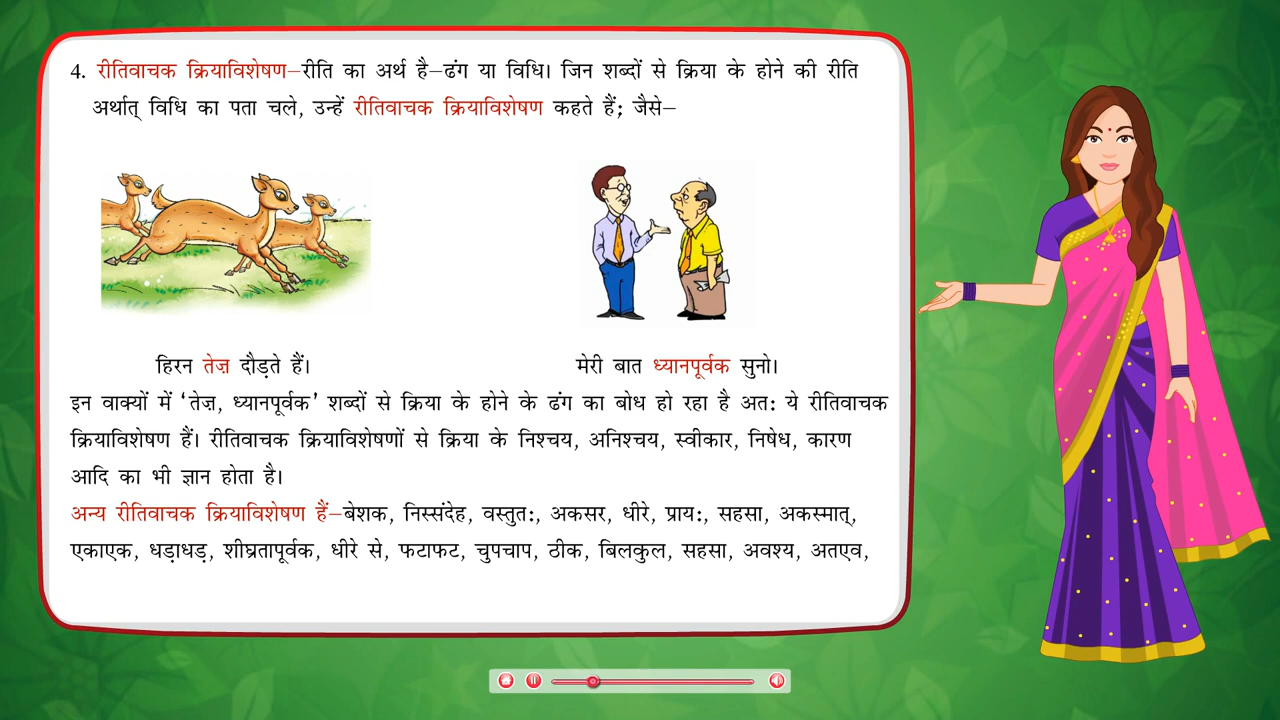 4. रीतिवाचक क्रियाविशेषण–रीति का अर्थ है–ढंग या विधि। जिन शब्दों से क्रिया के होने की रीति
अर्थात् विधि का पता चले, उन्हें रीतिवाचक क्रियाविशेषण कहते हैं; जैसे–
हिरन तेज़ दौड़ते हैं।
मेरी बात ध्यानपूर्वक सुनो।
इन वाक्यों में ‘तेज़, ध्यानपूर्वक’ शब्दों से क्रिया के होने के ढंग का बोध हो रहा है अतः ये रीतिवाचक
क्रियाविशेषण हैं। रीतिवाचक क्रियाविशेषणों से क्रिया के निश्चय, अनिश्चय, स्वीकार, निषेध, कारण
आदि का भी ज्ञान होता है।
अन्य रीतिवाचक क्रियाविशेषण हैं–बेशक, निस्संदेह, वस्तुतः, अकसर, धीरे, प्रायः, सहसा, अकस्मात्,
एकाएक, धड़ाधड़, शीघ्रतापूर्वक, धीरे से, फटाफट, चुपचाप, ठीक, बिलकुल, सहसा, अवश्य, अतएव,